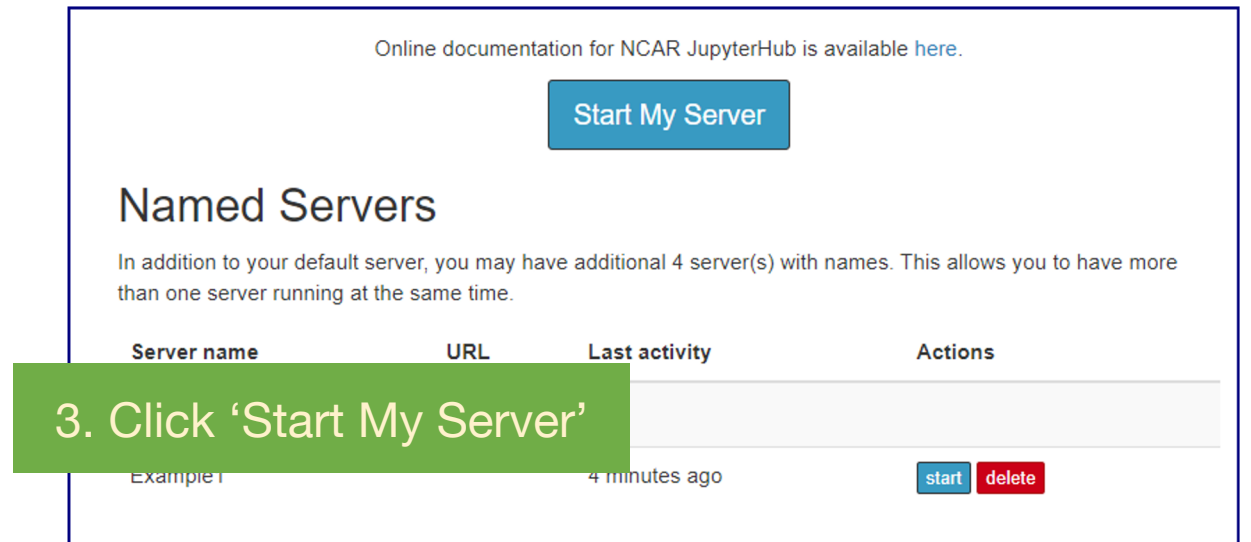 Online documentation for NCAR JupyterHub is available here.
Start My Server
Named Servers
In addition to your default server, you may have additional 4 server(s) with names. This allows you to have more
than one server running at the same time.
Server name URL Last activity Actions
3. Click ‘Start My Server’
Example1 4 minutes ago start delete